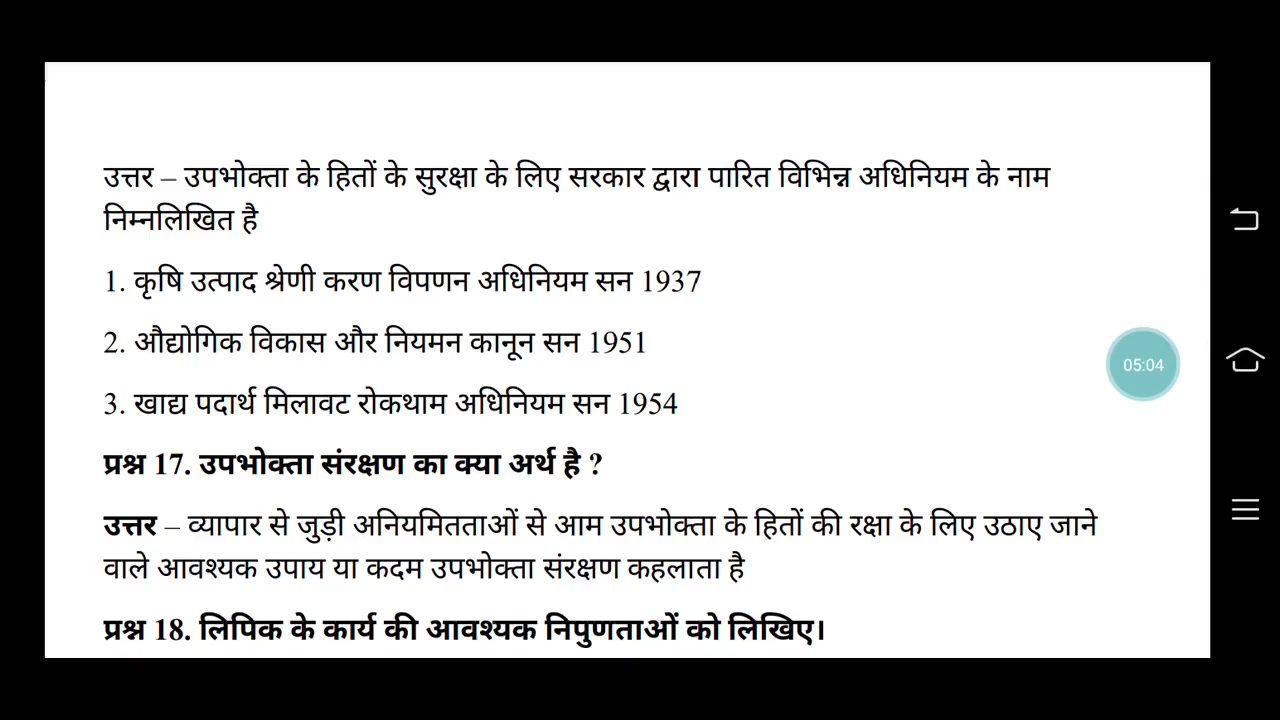 उत्तर – उपभोक्ता के हितों के सुरक्षा के लिए सरकार द्वारा पारित विभिन्न अधिनियम के नाम
निम्नलिखित है
1. कृषि उत्पाद श्रेणी करण विपणन अधिनियम सन 1937
2. औद्योगिक विकास और नियमन कानून सन 1951
3. खाद्य पदार्थ मिलावट रोकथाम अधिनियम सन 1954
प्रश्न 17. उपभोक्ता संरक्षण का क्या अर्थ है ?
उत्तर – व्यापार से जुड़ी अनियमितताओं से आम उपभोक्ता के हितों की रक्षा के लिए उठाए जाने
वाले आवश्यक उपाय या कदम उपभोक्ता संरक्षण कहलाता है
प्रश्न 18. लिपिक के कार्य की आवश्यक निपुणताओं को लिखिए।
05:04